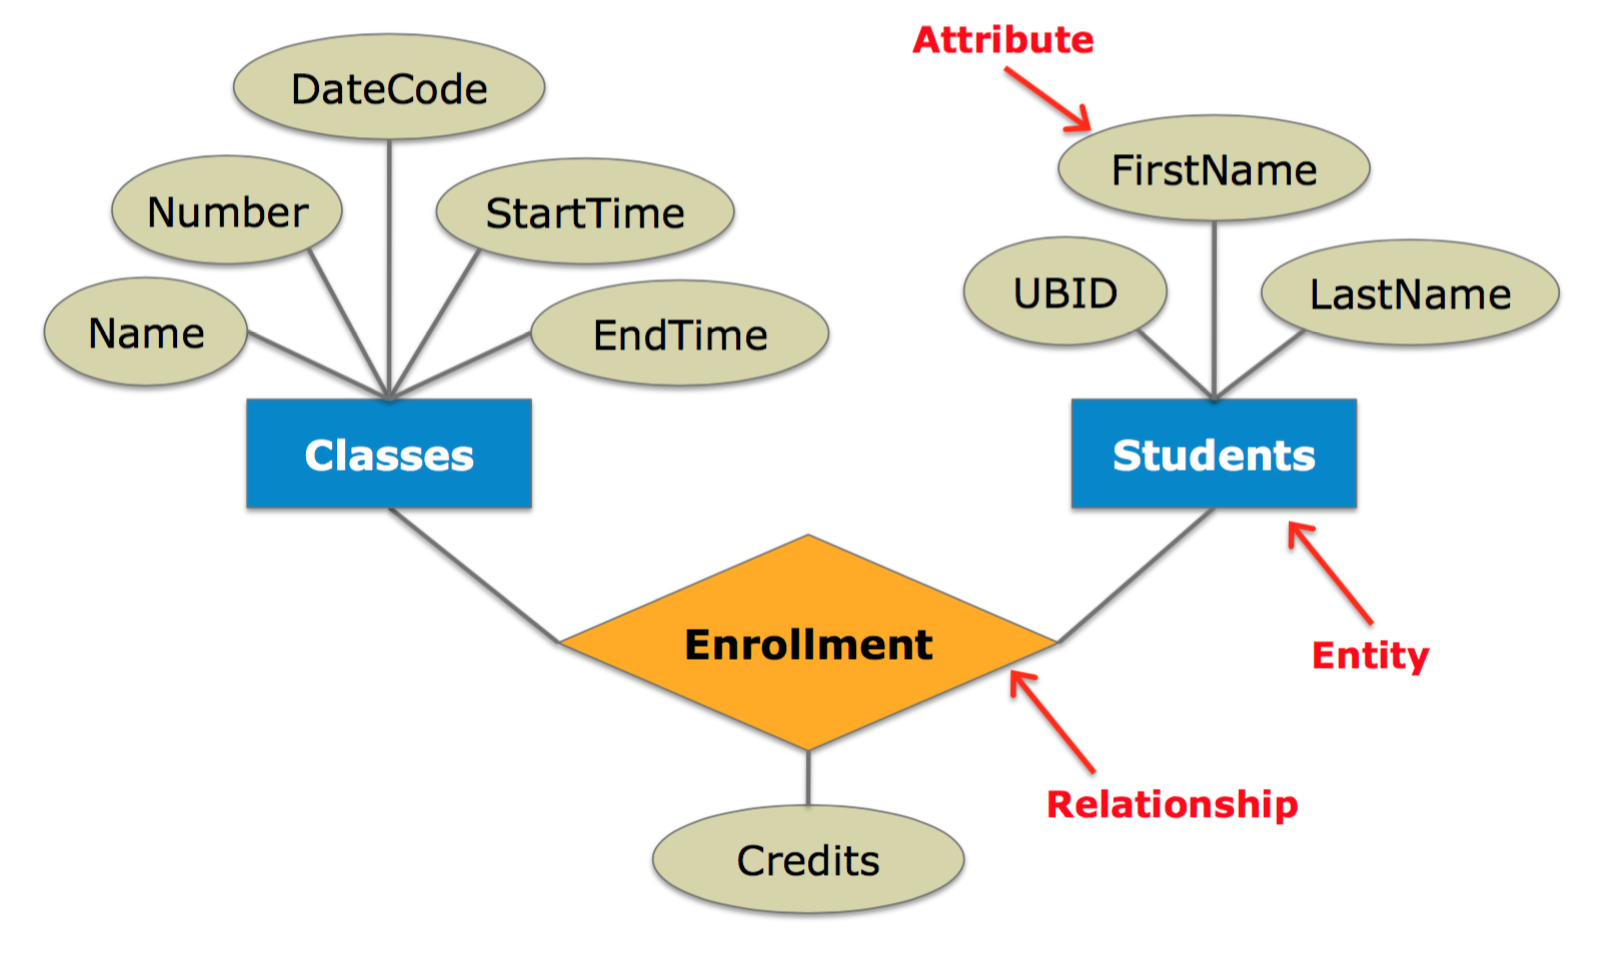 Attribute
DateCode
FirstName
Number
StartTime
UBID
LastName
Name
EndTime
Classes
Students
Enrollment
Entity
Relationship
Credits